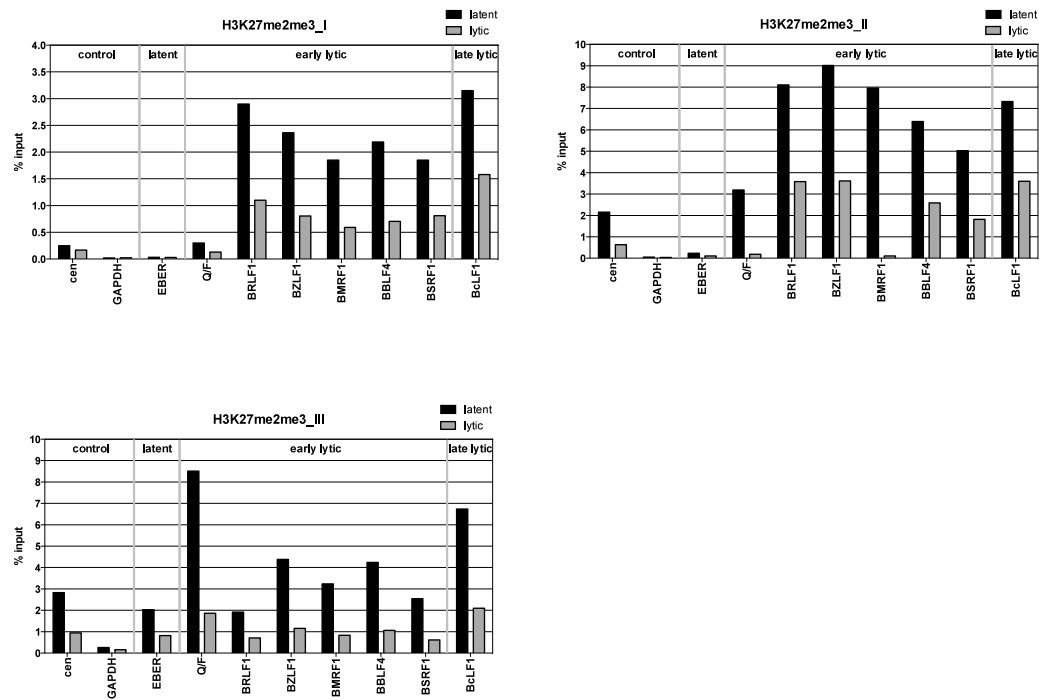 H3K27me2me3_I
latent
lytic
control latent early lytic late lytic
4.0
3.5
3.0
2.5
2.0
1.5
1.0
0.5
0.0
% input
cen GAPDH EBER Q/F BRLF1 BZLF1 BMRF1 BBLF4 BSRF1 BcLF1
H3K27me2me3_II
latent
lytic
control latent early lytic late lytic
10
9
8
7
6
5
4
3
2
1
0
% input
cen GAPDH EBER Q/F BRLF1 BZLF1 BMRF1 BBLF4 BSRF1 BcLF1
H3K27me2me3_III
latent
lytic
control latent early lytic late lytic
10
9
8
7
6
5
4
3
2
1
0
% input
cen GAPDH EBER Q/F BRLF1 BZLF1 BMRF1 BBLF4 BSRF1 BcLF1